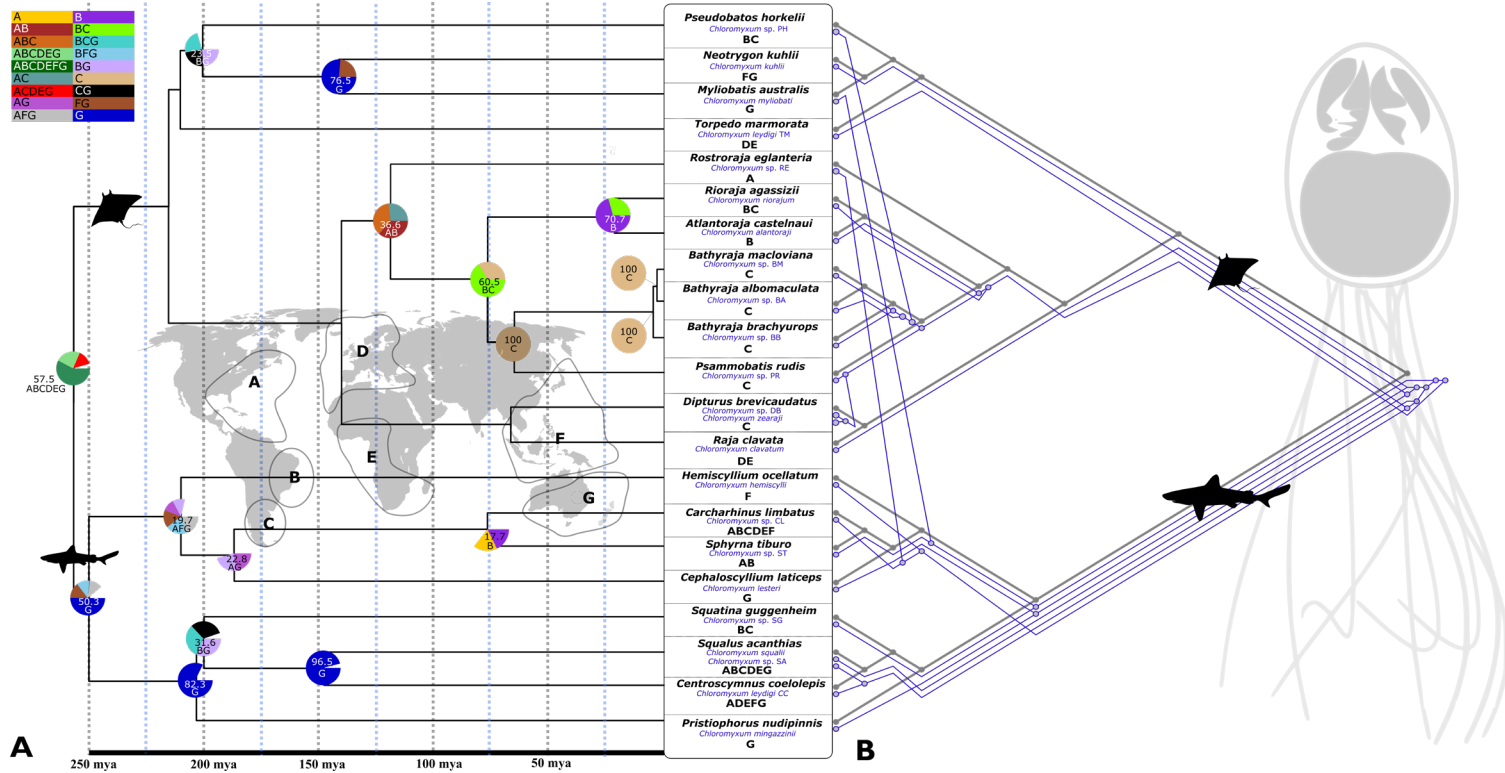 A B
AB BC
ABC BCG
ABCDEG BFG
ABCDEFG BG
AC C
ACDEG CG
AG FG
AFG G
BG
76.5
G
36.6
AB
70.7
B
60.5
BC
100
C
100
C
100
C
57.5
ABCDEG
19.7
AFG
22.8
AG
17.7
B
50.3
G
31.6
BG
96.5
G
82.3
G
A
B
C
D
E
F
G
Pseudobatos horkelii
Chloromyxum sp. PH
BC
Neotrygon kuhlii
Chloromyxum kuhlii
FG
Myliobatis australis
Chloromyxum myliobati
G
Torpedo marmorata
Chloromyxum leydigi TM
DE
Rostroraja eglanteria
Chloromyxum sp. RE
A
Rioraja agassizii
Chloromyxum riorajum
BC
Atlantoraja castelnaui
Chloromyxum alantoraji
B
Bathyraja macloviana
Chloromyxum sp. BM
C
Bathyraja albomaculata
Chloromyxum sp. BA
C
Bathyraja brachyurops
Chloromyxum sp. BB
C
Psammobatis rudis
Chloromyxum sp. PR
C
Dipturus brevicaudatus
Chloromyxum sp. DB
Chloromyxum zearaji
C
Raja clavata
Chloromyxum clavatum
DE
Hemiscyllium ocellatum
Chloromyxum hemiscylli
F
Carcharhinus limbatus
Chloromyxum sp. CL
ABCDEF
Sphyrna tiburo
Chloromyxum sp. ST
AB
Cephaloscyllium laticeps
Chloromyxum lesteri
G
Squatina guggenheim
Chloromyxum sp. SG
BC
Squalus acanthias
Chloromyxum squalii
Chloromyxum sp. SA
ABCDEG
Centroscymnus coelolepis
Chloromyxum leydigi CC
ADEFG
Pristiophorus nudipinnis
Chloromyxum mingazzinii
G
A
B
250 mya 200 mya 150 mya 100 mya 50 mya